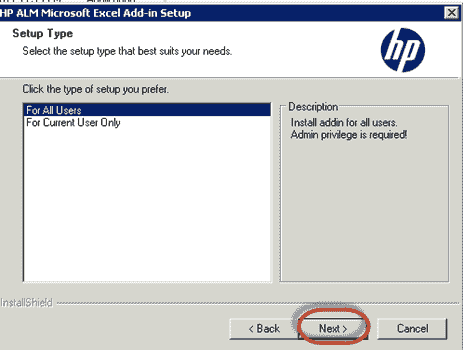 HP ALM Microsoft Excel Add-in Setup
Setup Type
Select the setup type that best suits your needs.
hp
Click the type of setup you prefer.
For All Users
For Current User Only
Description
Install addin for all users.
Admin privilege is required!
InstallShield
< Back
Next >
Cancel